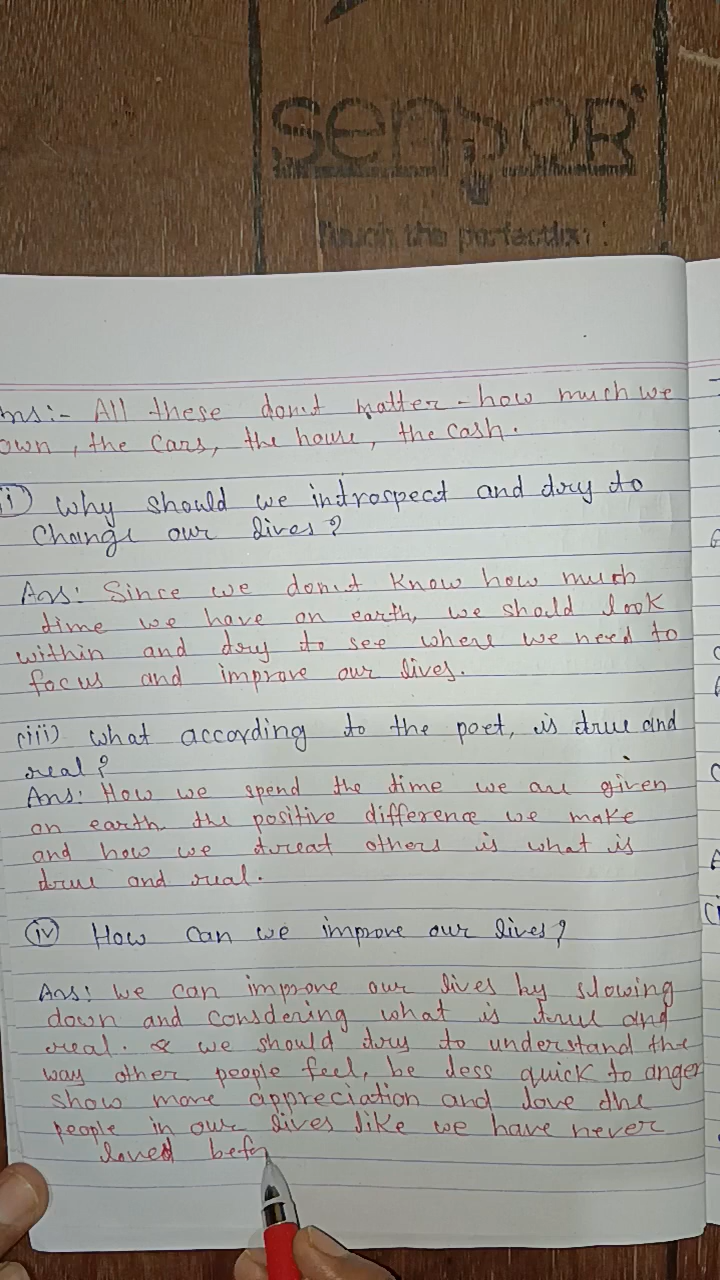 sensor
Touch the perfection
Ans:- All these don't matter - how much we
own, the cars, the house, the cash.
i) Why should we introspect and try to
change our lives?
Ans: Since we don't know how much
time we have on earth, we should look
within and try to see where we need to
focus and improve our lives.
(iii) what according to the poet, is true and
real?
Ans: How we spend the time we are given
on earth the positive difference we make
and how we treat others is what is
true and real.
(iv) How can we improve our lives?
Ans: we can improve our lives by slowing
down and consdering what is true and
real. & we should try to understand the
way other people feel, be less quick to anger
show more appreciation and love the
people in our lives like we have never
loved befo